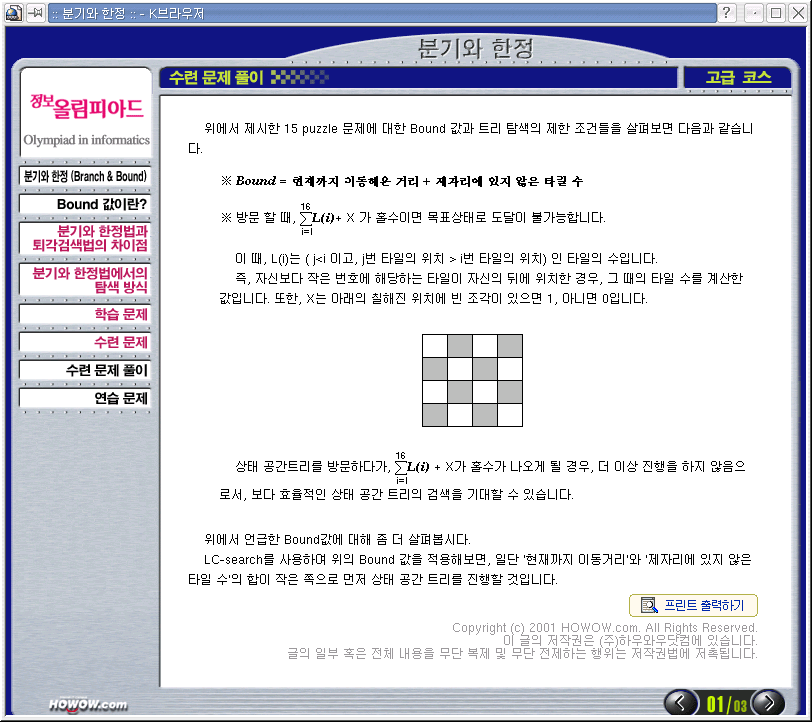 :: 분기와 한정 :: - K브라우저
분기와 한정
수련 문제 풀이
고급 코스
정보올림피아드
Olympiad in informatics
분기와 한정 (Branch & Bound)
Bound 값이란?
분기와 한정법과
퇴각검색법의 차이점
분기와 한정법에서의
탐색 방식
학습 문제
수련 문제
수련 문제 풀이
연습 문제
위에서 제시한 15 puzzle 문제에 대한 Bound 값과 트리 탐색의 제한 조건들을 살펴보면 다음과 같습니
다.
※ Bound = 현재까지 이동해온 거리 + 제자리에 있지 않은 타일 수
※ 방문 할 때, 16∑i=1 L(i)+ X 가 홀수이면 목표상태로 도달이 불가능합니다.
이 때, L(i)는 ( j<i 이고, j번 타일의 위치 > i번 타일의 위치) 인 타일의 수입니다.
즉, 자신보다 작은 번호에 해당하는 타일이 자신의 뒤에 위치한 경우, 그 때의 타일 수를 계산한
값입니다. 또한, X는 아래의 칠해진 위치에 빈 조각이 있으면 1, 아니면 0입니다.
상태 공간트리를 방문하다가, 16∑i=1 L(i) + X가 홀수가 나오게 될 경우, 더 이상 진행을 하지 않음으
로서, 보다 효율적인 상태 공간 트리의 검색을 기대할 수 있습니다.
위에서 언급한 Bound값에 대해 좀 더 살펴봅시다.
LC-search를 사용하여 위의 Bound 값을 적용해보면, 일단 '현재까지 이동거리'와 '제자리에 있지 않은
타일 수'의 합이 작은 쪽으로 먼저 상태 공간 트리를 진행할 것입니다.
프린트 출력하기
Copyright (c) 2001 HOWOW.com. All Rights Reserved.
이 글의 저작권은 (주)하우와우닷컴에 있습니다.
글의 일부 혹은 전체 내용을 무단 복제 및 무단 전제하는 행위는 저작권법에 저촉됩니다.
HOWOW.com
01/03